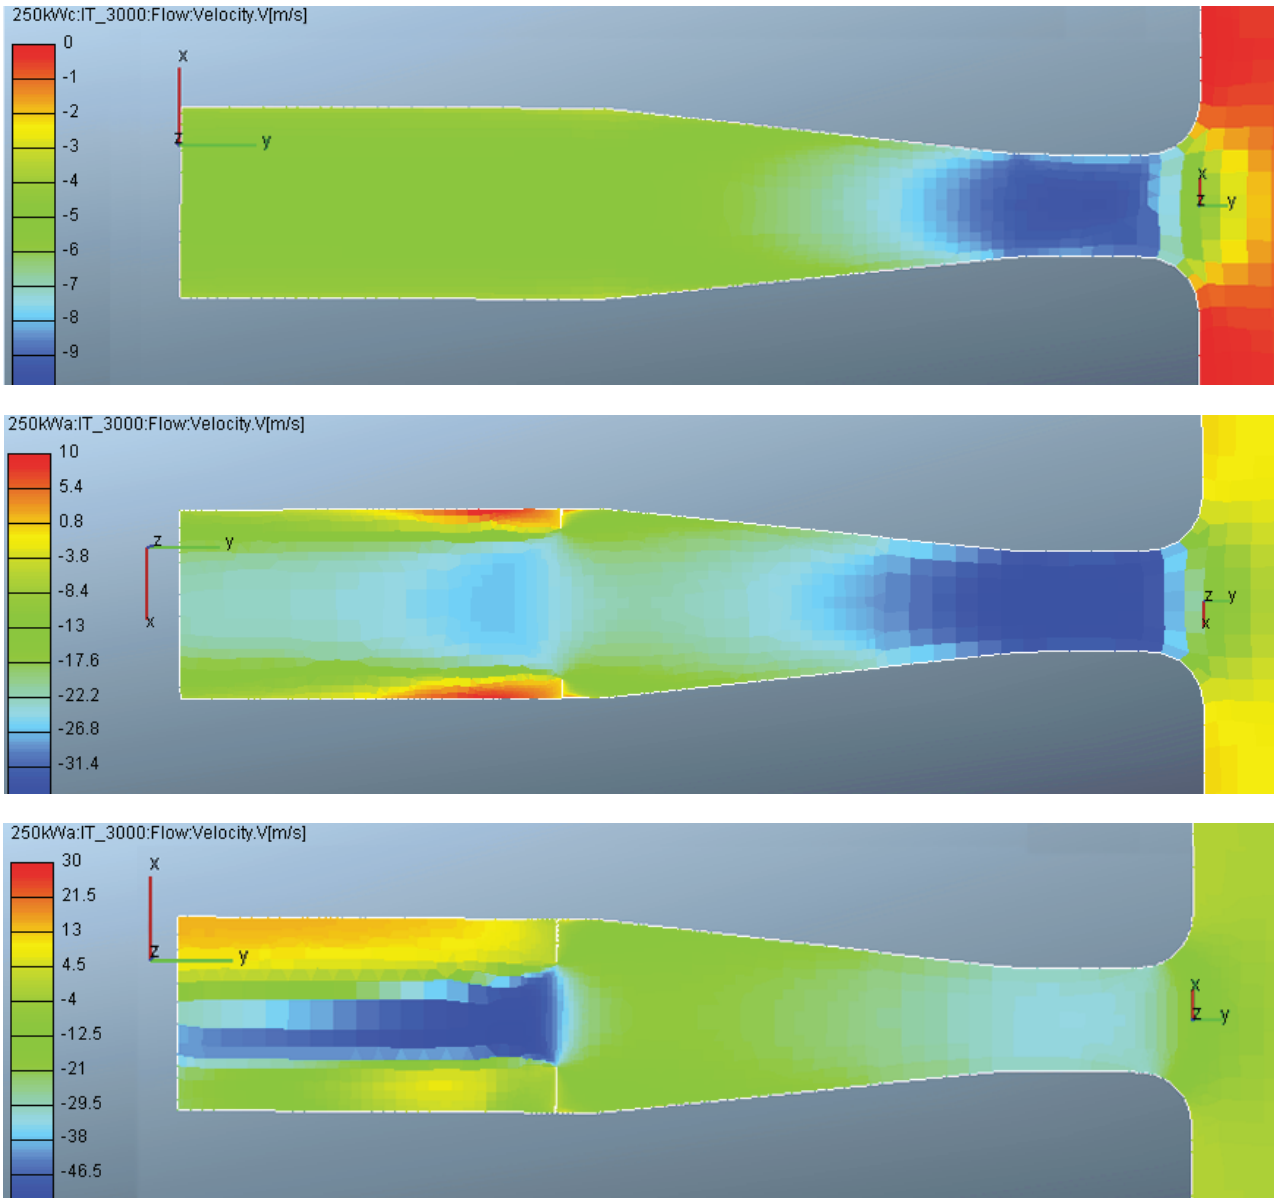 250kWc:IT_3000:Flow:Velocity.V[m/s]
0
-1
-2
-3
-4
-5
-6
-7
-8
-9
x
z
y
x
z
y
250kWa:IT_3000:Flow:Velocity.V[m/s]
10
5.4
0.8
-3.8
-8.4
-13
-17.6
-22.2
-26.8
-31.4
z
y
x
z
y
x
250kWa:IT_3000:Flow:Velocity.V[m/s]
30
21.5
13
4.5
-4
-12.5
-21
-29.5
-38
-46.5
x
z
y
x
z
y